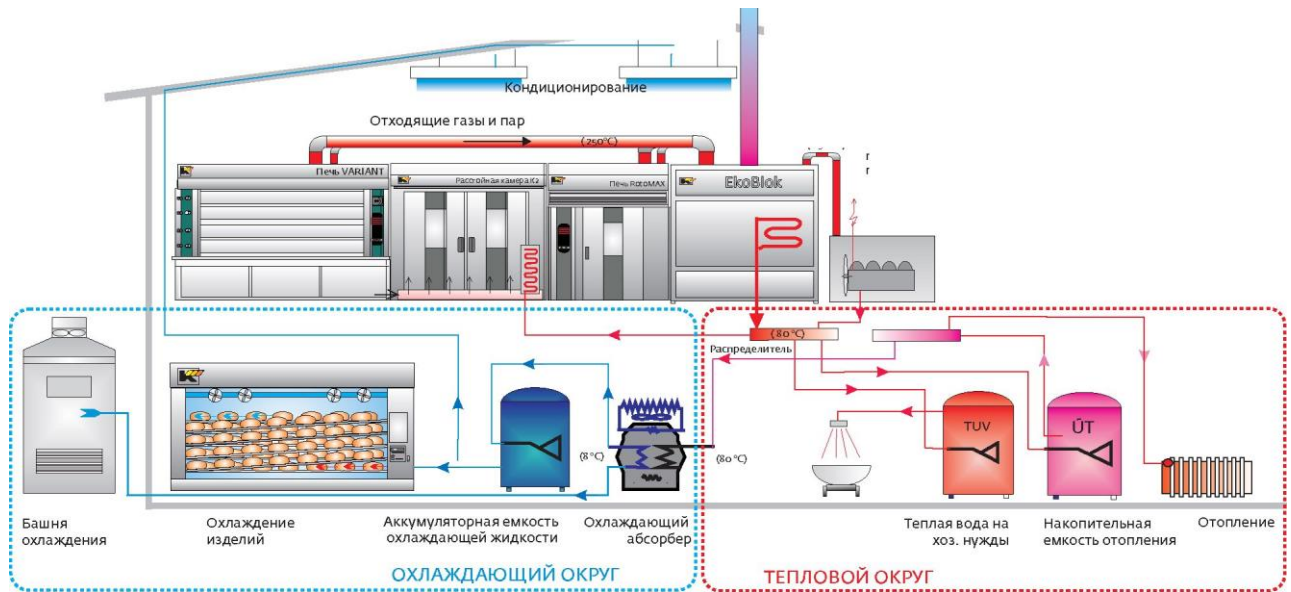 Кондиционирование
Отходящие газы и пар
(250°C)
Печь VARIANT
Расстойная камера K2
Печь RotoMAX
EkoBlok
(80°C)
Распределитель
TUV
ÚT
(8°C)
(80°C)
Башня
охлаждения
Охлаждение
изделий
Аккумуляторная емкость
охлаждающей жидкости
Охлаждающий
абсорбер
Теплая вода на
хоз. нужды
Накопительная
емкость отопления
Отопление
ОХЛАЖДАЮЩИЙ ОКРУГ
ТЕПЛОВОЙ ОКРУГ